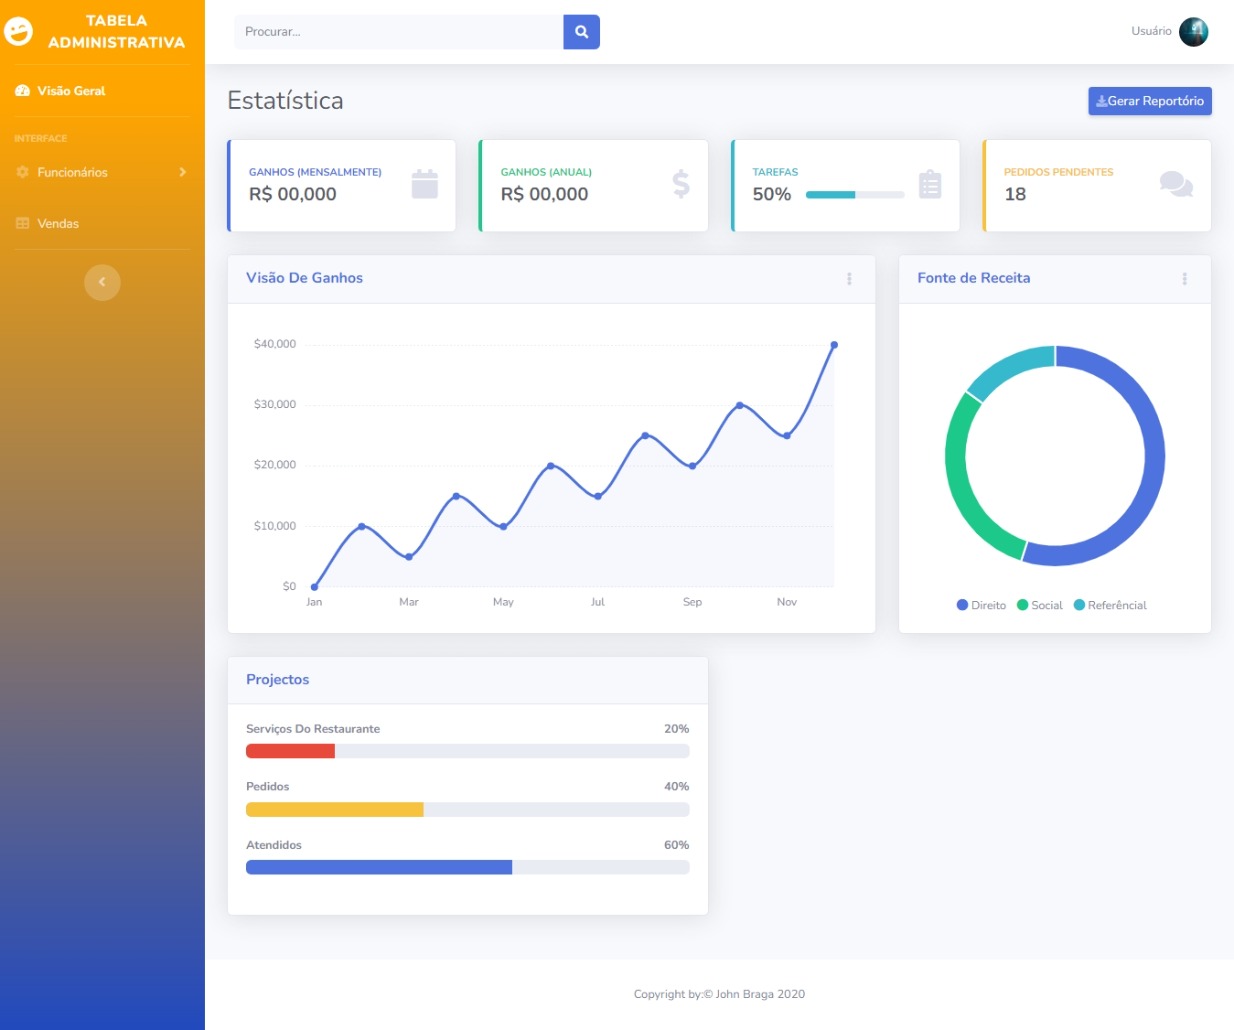 TABELA
ADMINISTRATIVA
Visão Geral
INTERFACE
Funcionários
Vendas
Procurar...
Usuário
Estatística
Gerar Reportório
GANHOS (MENSALMENTE)
R$ 00,000
GANHOS (ANUAL)
R$ 00,000
TAREFAS
50%
PEDIDOS PENDENTES
18
Visão De Ganhos
$40,000
$30,000
$20,000
$10,000
$0
Jan Mar May Jul Sep Nov
Fonte de Receita
Direito Social Referêncial
Projectos
Serviços Do Restaurante 20%
Pedidos 40%
Atendidos 60%
Copyright by:© John Braga 2020